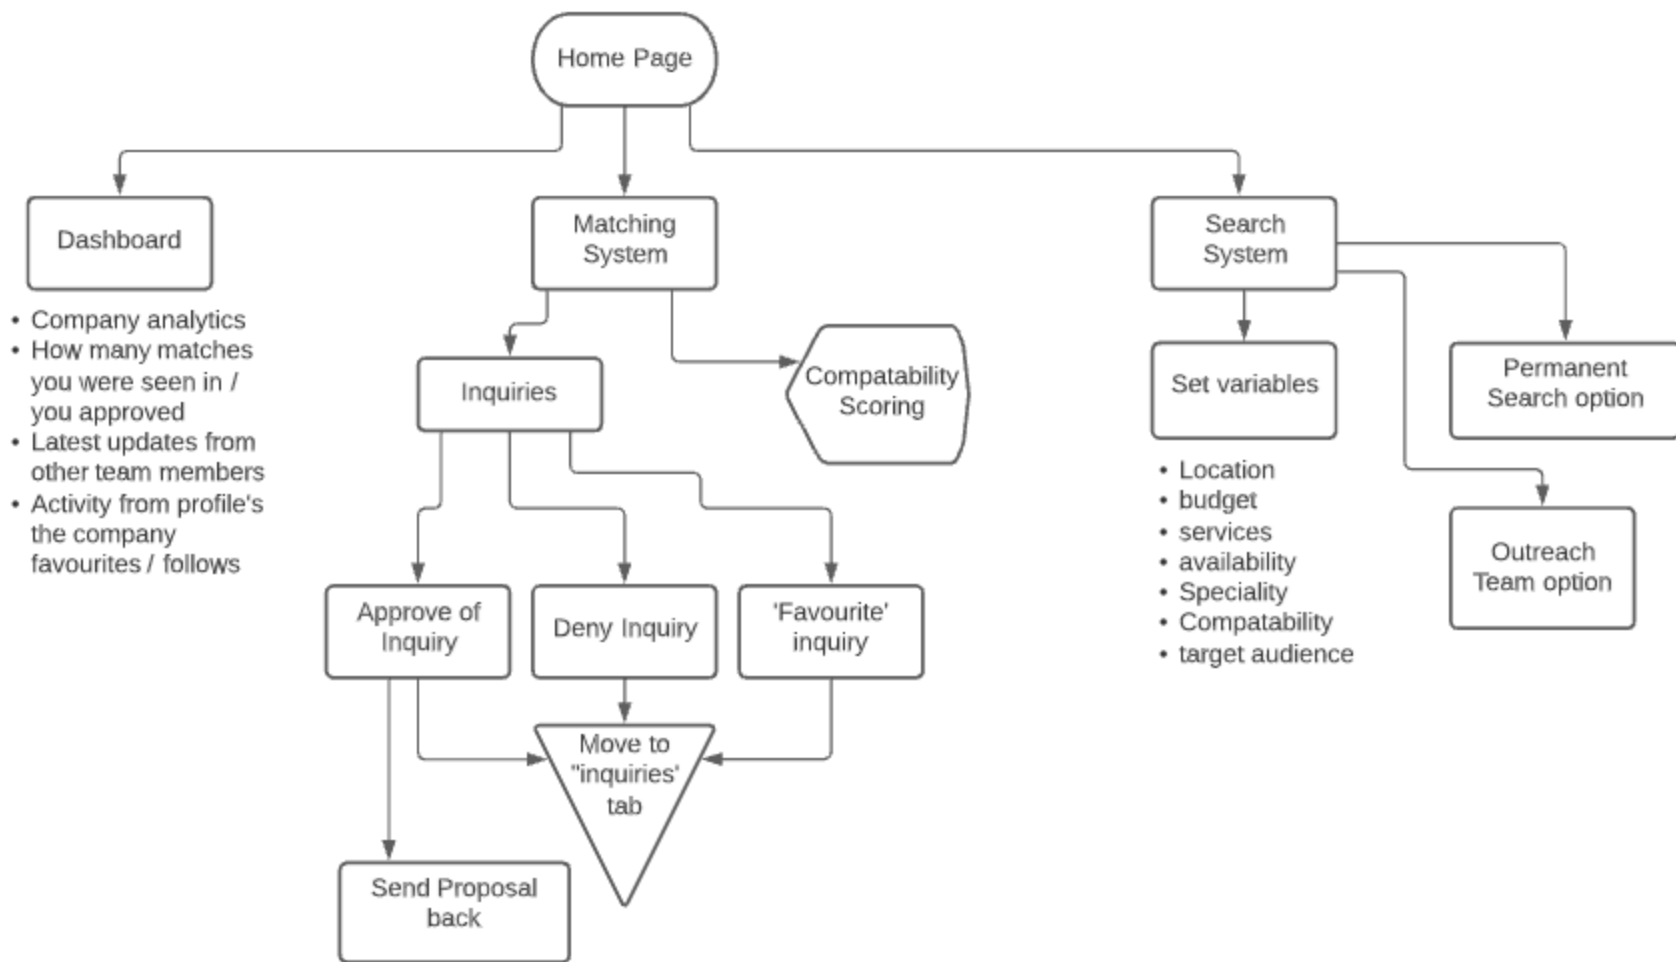 Home Page
Dashboard
Matching
System
Search
System
• Company analytics
• How many matches
you were seen in /
you approved
• Latest updates from
other team members
• Activity from profile's
the company
favourites / follows
Inquiries
Compatability
Scoring
Set variables
Permanent
Search option
• Location
• budget
• services
• availability
• Speciality
• Compatability
• target audience
Outreach
Team option
Approve of
Inquiry
Deny Inquiry
'Favourite'
inquiry
Move to
"inquiries'
tab
Send Proposal
back